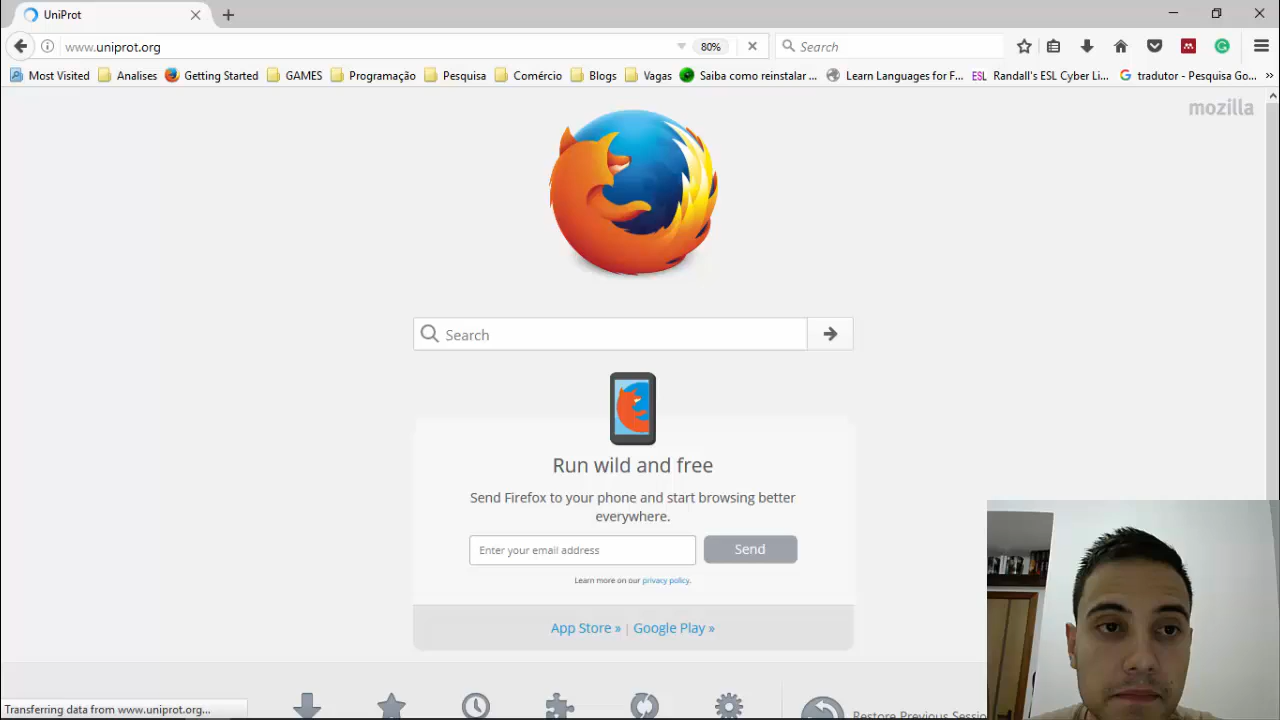 UniProt
www.uniprot.org
80%
Search
Most Visited
Analises
Getting Started
GAMES
Programação
Pesquisa
Comércio
Blogs
Vagas
Saiba como reinstalar ...
Learn Languages for F...
ESL
Randall's ESL Cyber Li...
tradutor - Pesquisa Go...
mozilla
Search
Run wild and free
Send Firefox to your phone and start browsing better
everywhere.
Enter your email address
Send
Learn more on our privacy policy.
App Store » | Google Play »
Transferring data from www.uniprot.org...
Restore Previous Sessio